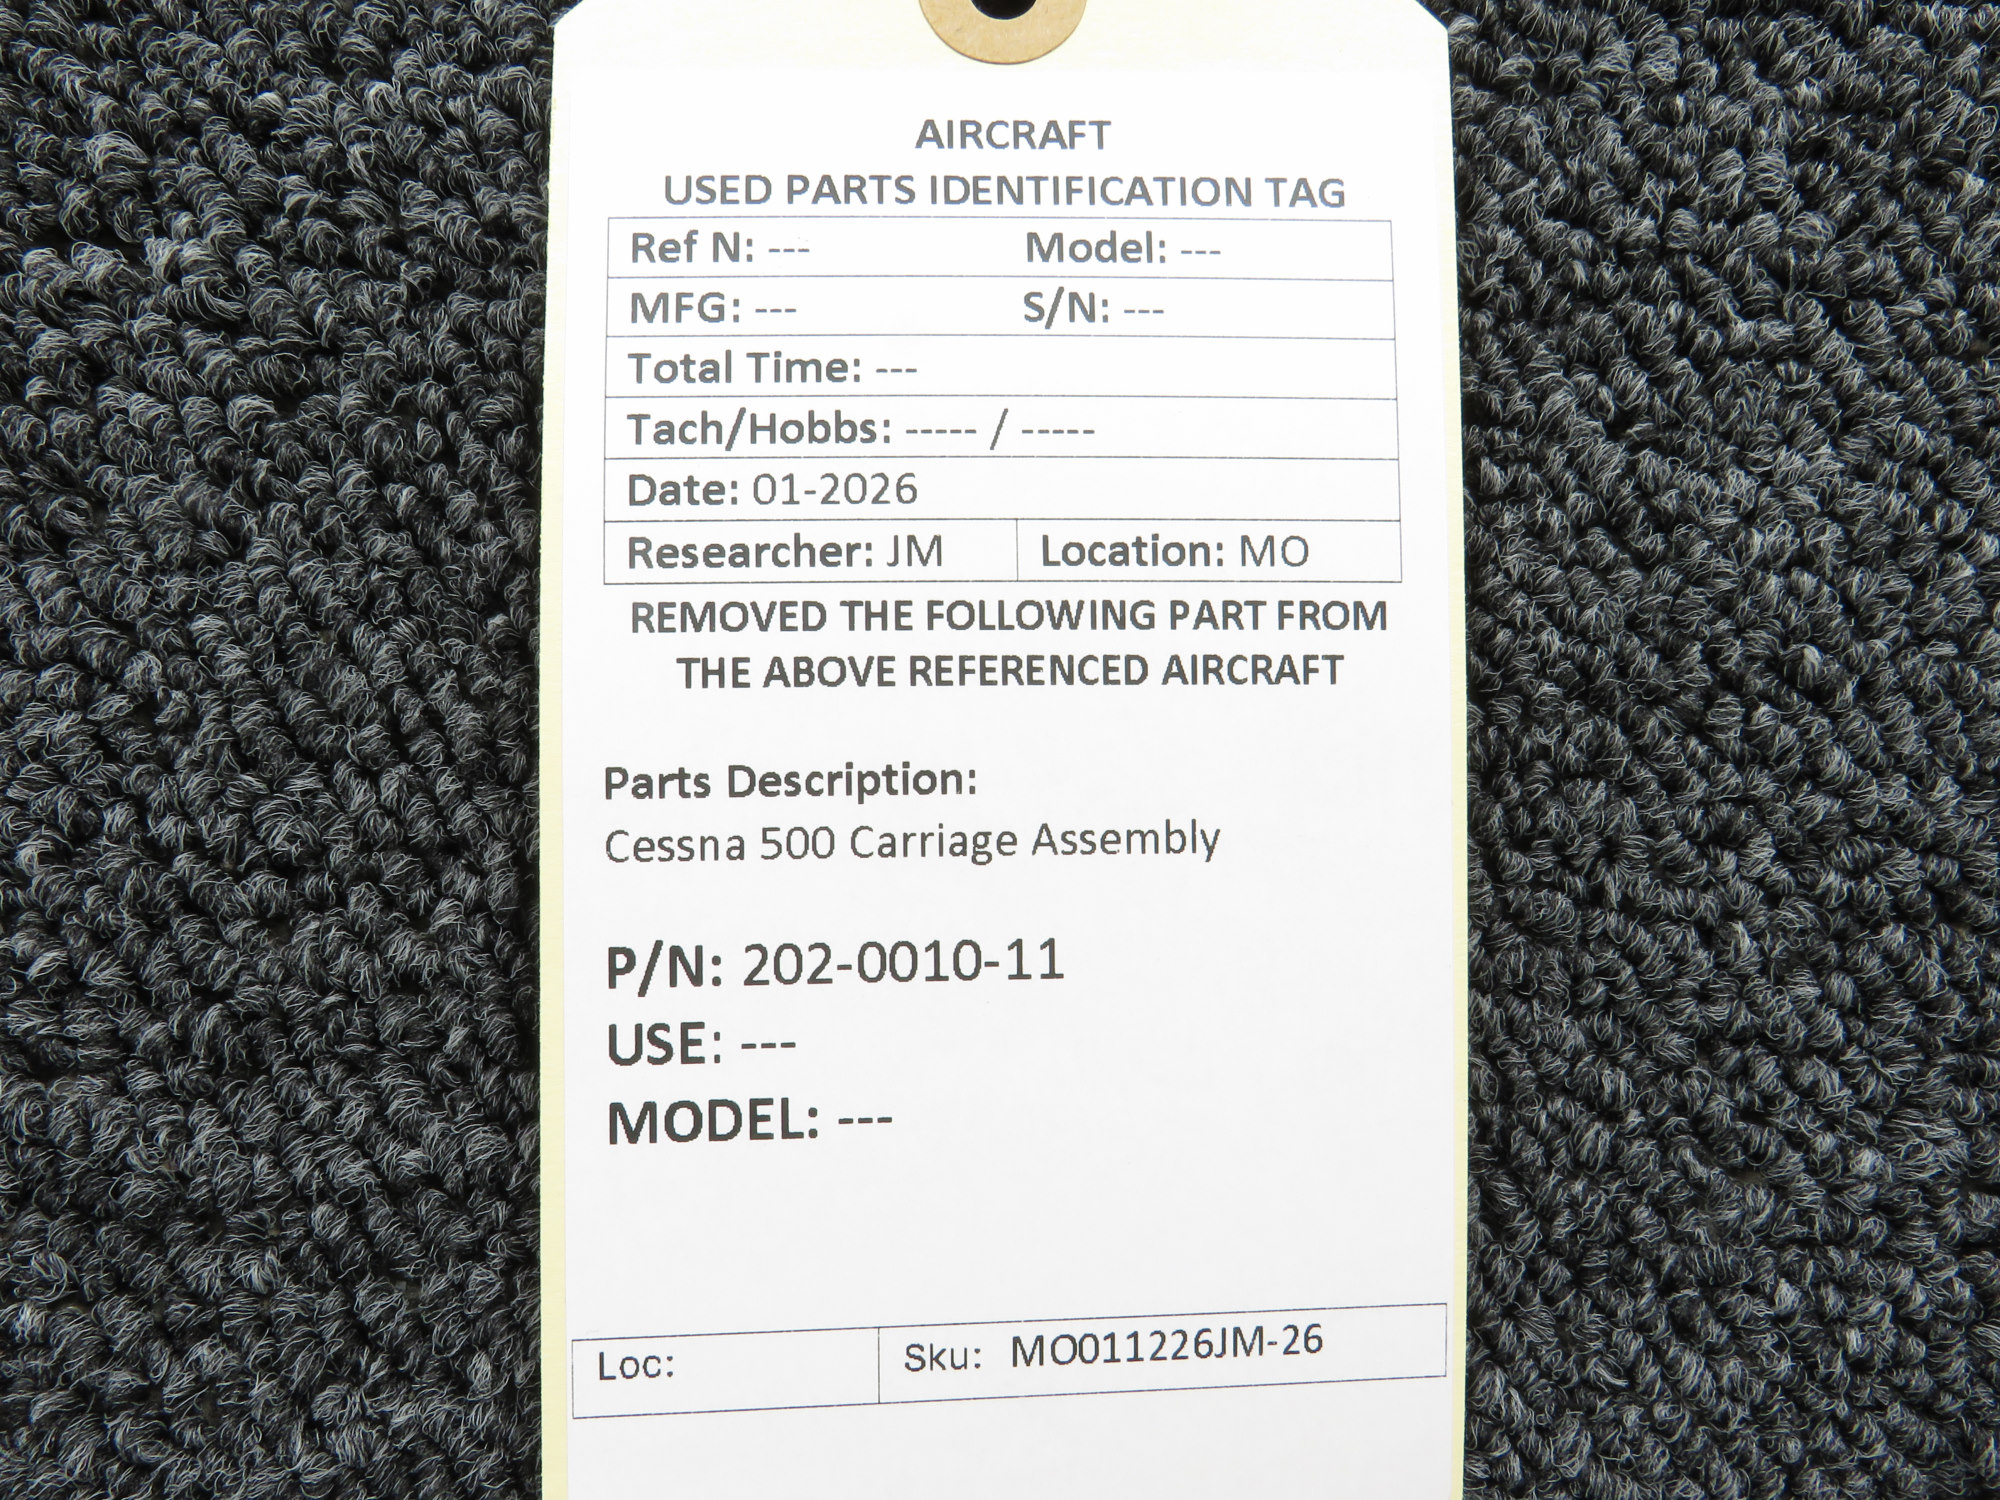 AIRCRAFT
USED PARTS IDENTIFICATION TAG
Ref N: --- Model: ---
MFG: --- S/N: ---
Total Time: ---
Tach/Hobbs: ----- / -----
Date: 01-2026
Researcher: JM Location: MO
REMOVED THE FOLLOWING PART FROM
THE ABOVE REFERENCED AIRCRAFT
Parts Description:
Cessna 500 Carriage Assembly
P/N: 202-0010-11
USE: ---
MODEL: ---
Loc: Sku: MO011226JM-26